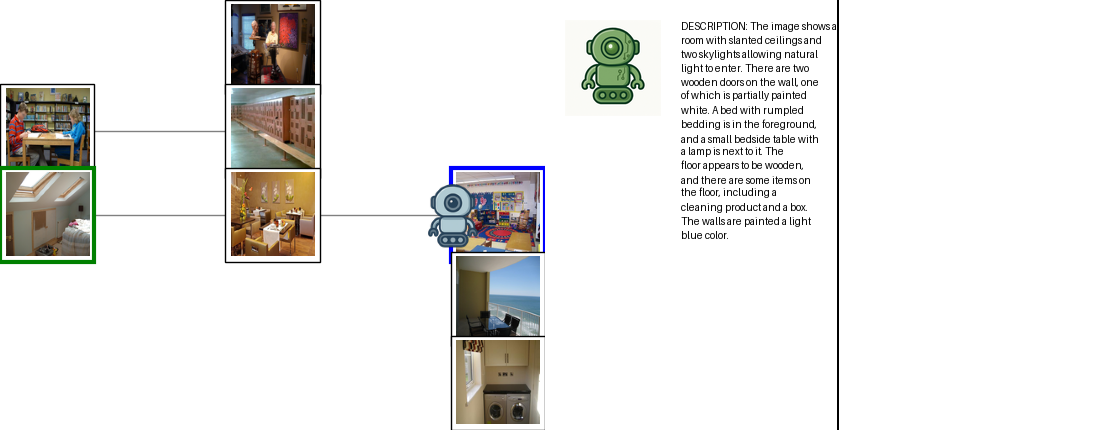 DESCRIPTION: The image shows a
room with slanted ceilings and
two skylights allowing natural
light to enter. There are two
wooden doors on the wall, one
of which is partially painted
white. A bed with rumpled
bedding is in the foreground,
and a small bedside table with
a lamp is next to it. The
floor appears to be wooden,
and there are some items on
the floor, including a
cleaning product and a box.
The walls are painted a light
blue color.